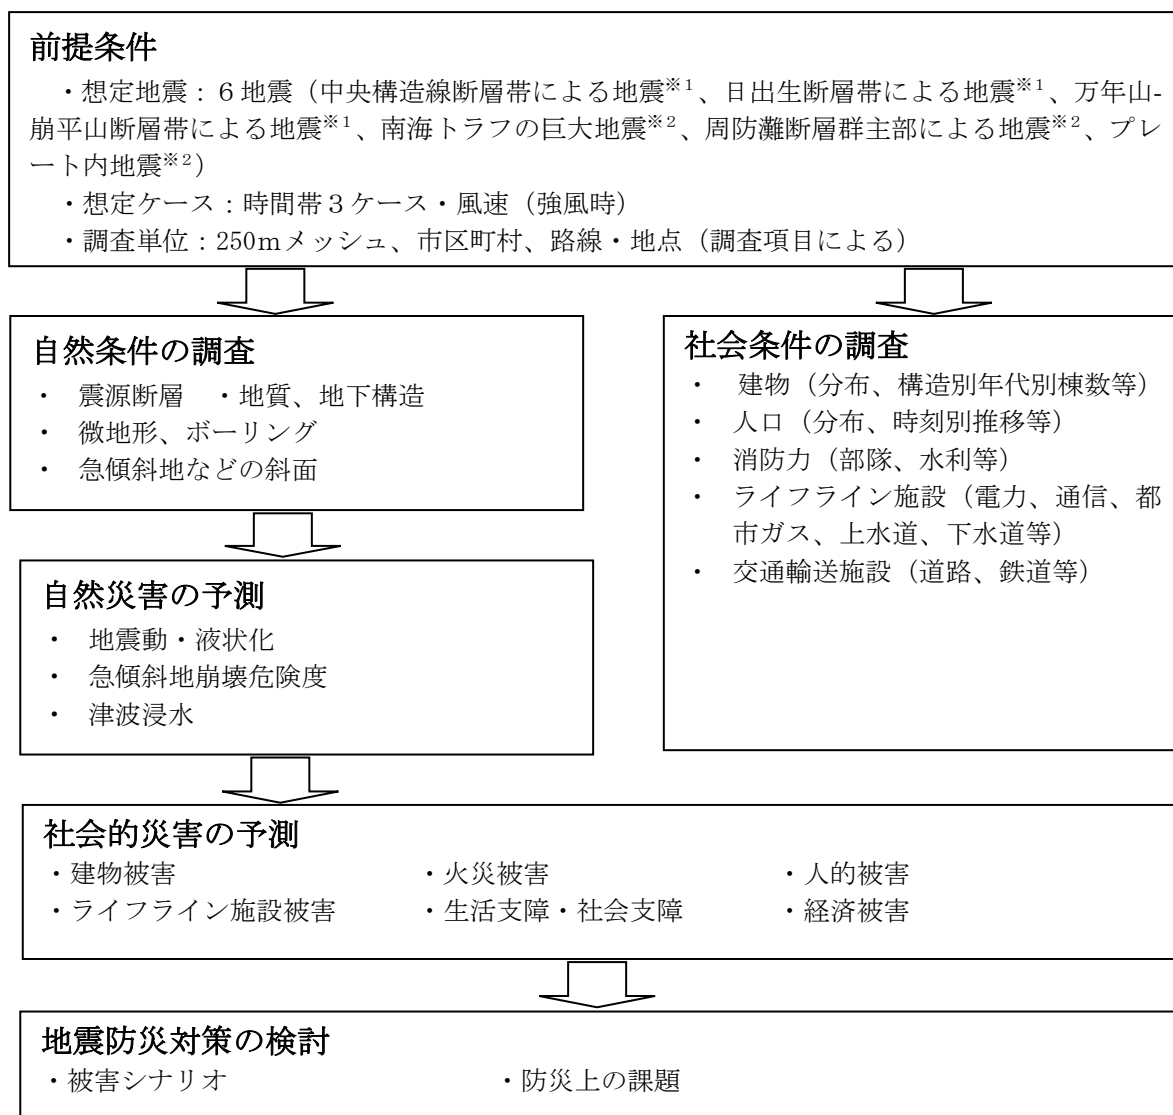 前提条件
・想定地震：６地震（中央構造線断層帯による地震※1、日出生断層帯による地震※1、万年山-
崩平山断層帯による地震※1、南海トラフの巨大地震※2、周防灘断層群主部による地震※2、プレ
ート内地震※2）
・想定ケース：時間帯３ケース・風速（強風時）
・調査単位：250ｍメッシュ、市区町村、路線・地点（調査項目による）
自然条件の調査
・ 震源断層 ・地質、地下構造
・ 微地形、ボーリング
・ 急傾斜地などの斜面
社会条件の調査
・ 建物（分布、構造別年代別棟数等）
・ 人口（分布、時刻別推移等）
・ 消防力（部隊、水利等）
・ ライフライン施設（電力、通信、都
市ガス、上水道、下水道等）
・ 交通輸送施設（道路、鉄道等）
自然災害の予測
・ 地震動・液状化
・ 急傾斜地崩壊危険度
・ 津波浸水
社会的災害の予測
・建物被害 ・火災被害 ・人的被害
・ライフライン施設被害 ・生活支障・社会支障 ・経済被害
地震防災対策の検討
・被害シナリオ ・防災上の課題